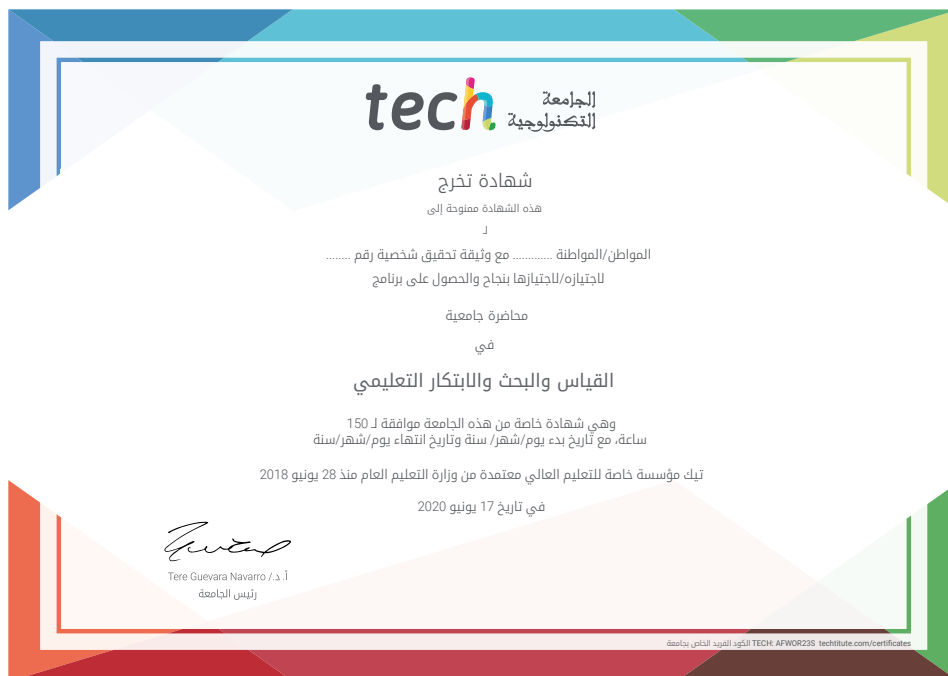 tech الجامعة
التكنولوجية
شهادة تخرج
هذه الشهادة ممنوحة إلى
لـ
المواطن/المواطنة ............ مع وثيقة تحقيق شخصية رقم ........
لاجتيازه/لاجتيازها بنجاح والحصول على برنامج
محاضرة جامعية
في
القياس والبحث والابتكار التعليمي
وهي شهادة خاصة من هذه الجامعة موافقة لـ 150
ساعة، مع تاريخ بدء يوم/شهر/ سنة وتاريخ انتهاء يوم/شهر/سنة
تيك مؤسسة خاصة للتعليم العالي معتمدة من وزارة التعليم العام منذ 28 يونيو 2018
في تاريخ 17 يونيو 2020
أ. د./ Tere Guevara Navarro
رئيس الجامعة
الكود الفريد الخاص بجامعة TECH: AFWOR23S techtitute.com/certificates